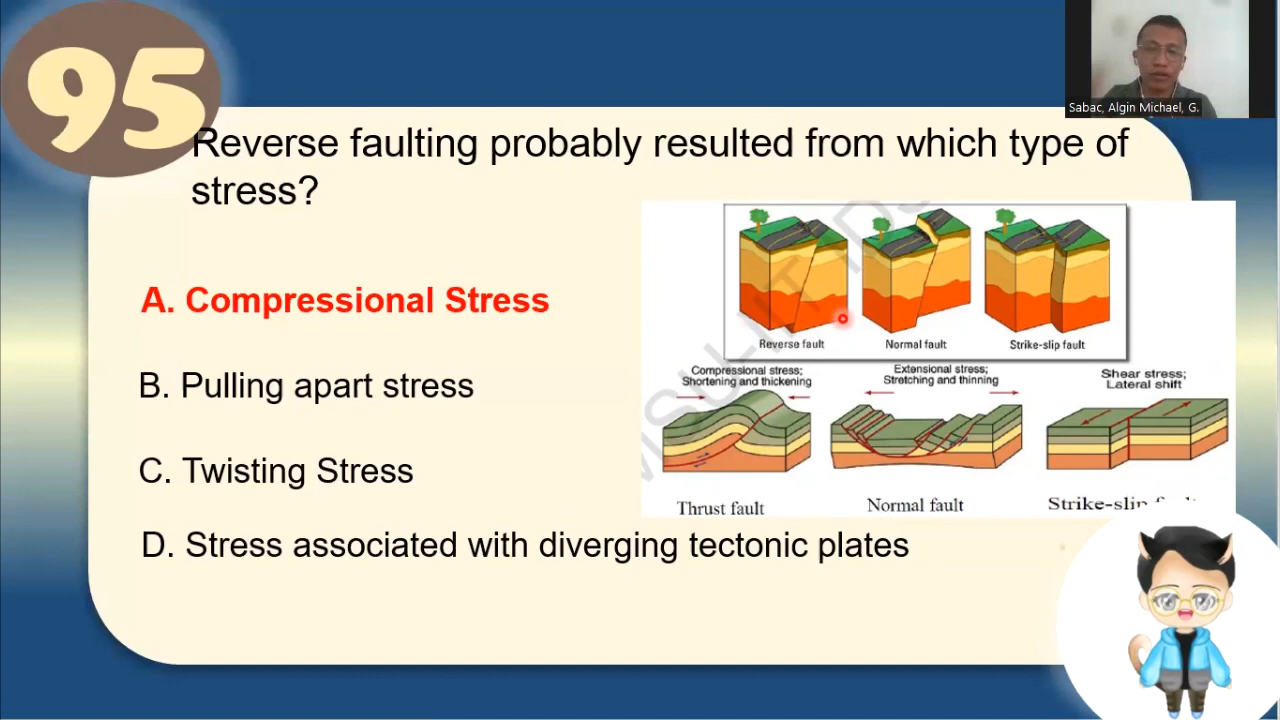 95
Sabac, Algin Michael, G.
Reverse faulting probably resulted from which type of
stress?
A. Compressional Stress
B. Pulling apart stress
C. Twisting Stress
D. Stress associated with diverging tectonic plates
Reverse fault
Normal fault
Strike-slip fault
Compressional stress;
Shortening and thickening
Extensional stress;
Stretching and thinning
Shear stress;
Lateral shift
Thrust fault
Normal fault
Strike-slip